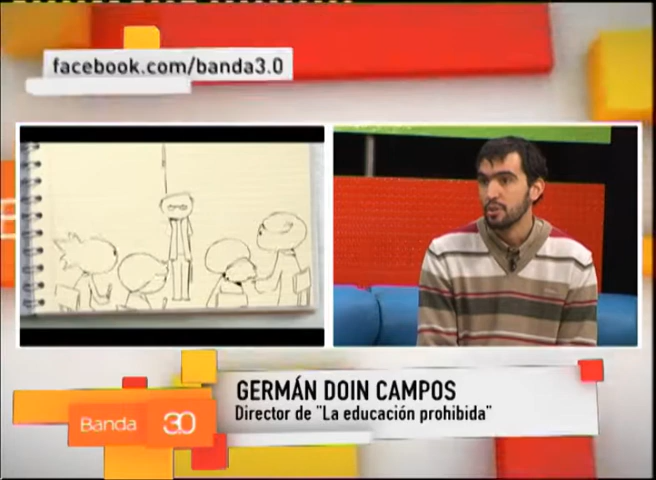 facebook.com/banda3.0
GERMÁN DOIN CAMPOS
Director de "La educación prohibida"
Banda 3.0